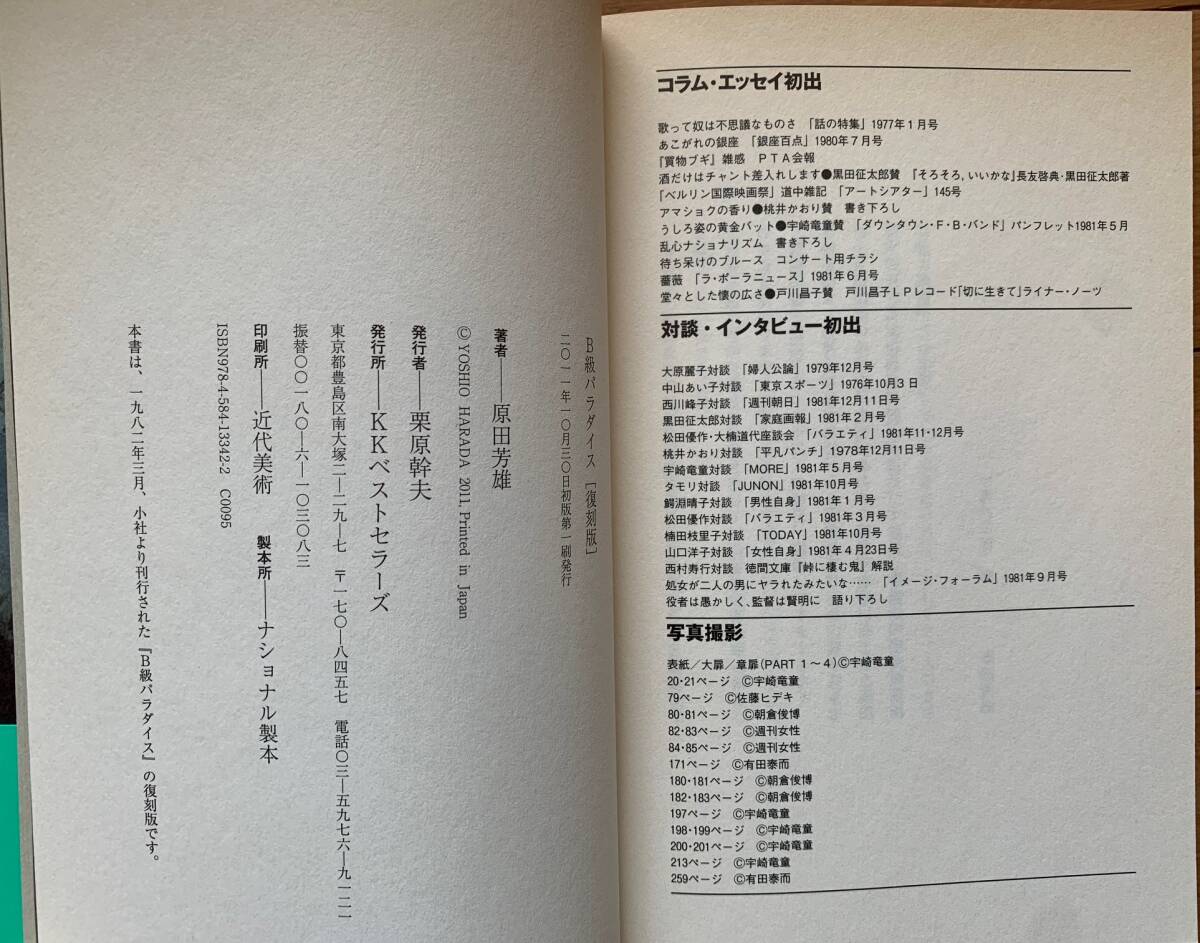 コラム・エッセイ初出
歌って奴は不思議なものさ 「話の特集」1977年1月号
あこがれの銀座 「銀座百点」1980年7月号
『買物ブギ』雑感 PTA会報
酒だけはチャント差入れします●黒田征太郎賛 『そろそろ,いいかな』長友啓典・黒田征太郎著
「ベルリン国際映画祭」道中雑記 「アートシアター」145号
アマショクの香り●桃井かおり賛 書き下ろし
うしろ姿の黄金バット●宇崎竜童賛 「ダウンタウン・F・B・バンド」パンフレット1981年5月
乱心ナショナリズム 書き下ろし
待ち呆けのブルース コンサート用チラシ
薔薇 「ラ・ボーラニュース」1981年6月号
堂々とした懐の広さ●戸川昌子賛 戸川昌子LPレコード「切に生きて」ライナー・ノーツ
対談・インタビュー初出
大原麗子対談 「婦人公論」1979年12月号
中山あい子対談 「東京スポーツ」1976年10月3日
西川峰子対談 「週刊朝日」1981年12月11日号
黒田征太郎対談 「家庭画報」1981年2月号
松田優作・大楠道代座談会 「バラエティ」1981年11・12月号
桃井かおり対談 「平凡パンチ」1978年12月11日号
宇崎竜童対談 「MORE」1981年5月号
タモリ対談 「JUNON」1981年10月号
鰐淵晴子対談 「男性自身」1981年1月号
松田優作対談 「バラエティ」1981年3月号
楠田枝里子対談 「TODAY」1981年10月号
山口洋子対談 「女性自身」1981年4月23日号
西村寿行対談 徳間文庫『峠に棲む鬼』解説
処女が二人の男にヤラれたみたいな…… 「イメージ・フォーラム」1981年9月号
役者は愚かしく、監督は賢明に 語り下ろし
写真撮影
表紙／大扉／章扉(PART 1〜4)©宇崎竜童
20・21ページ ©宇崎竜童
79ページ ©佐藤ヒデキ
80・81ページ ©朝倉俊博
82・83ページ ©週刊女性
84・85ページ ©週刊女性
171ページ ©有田泰而
180・181ページ ©朝倉俊博
182・183ページ ©朝倉俊博
197ページ ©宇崎竜童
198・199ページ ©宇崎竜童
200・201ページ ©宇崎竜童
213ページ ©宇崎竜童
259ページ ©有田泰而
B級パラダイス［復刻版］
二〇一一年一〇月三〇日初版第一刷発行
著者——原田芳雄
© YOSHIO HARADA 2011, Printed in Japan
発行者——栗原幹夫
発行所——KKベストセラーズ
東京都豊島区南大塚二—二九—七 〒一七〇—八四五七 電話〇三—五九七六—九一二一
振替〇〇一八〇—六—一〇三〇八三
印刷所——近代美術 製本所——ナショナル製本
ISBN978-4-584-13342-2 C0095
本書は、一九八二年三月、小社より刊行された『B級パラダイス』の復刻版です。